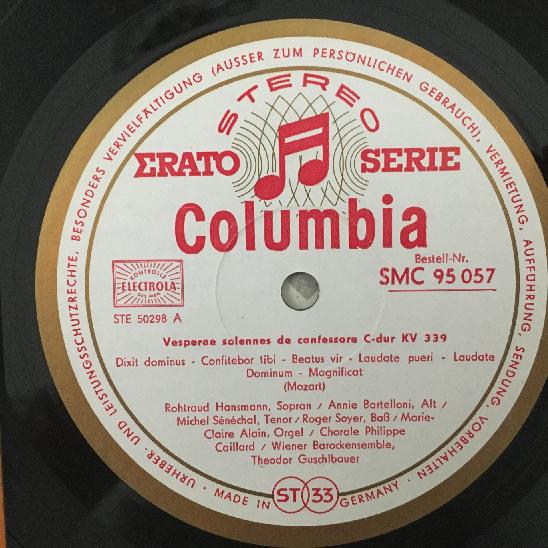 URHEBER- UND LEISTUNGSSCHUTZRECHTE, BESONDERS VERVIELFÄLTIGUNG (AUSSER ZUM PERSÖNLICHEN GEBRAUCH), VERMIETUNG, AUFFÜHRUNG, SENDUNG, VORBEHALTEN
STEREO
ERATO SERIE
Columbia
Bestell-Nr.
SMC 95 057
KONTROLLE
ELECTROLA
STE 50298 A
Vesperae solennes de confessore C-dur KV 339
Dixit dominus - Confitebor tibi - Beatus vir - Laudate pueri - Laudate
Dominum - Magnificat
(Mozart)
Rohtraud Hansmann, Sopran / Annie Bartelloni, Alt /
Michel Sénéchal, Tenor / Roger Soyer, Baß / Marie-
Claire Alain, Orgel / Chorale Philippe
Caillard / Wiener Barockensemble,
Theodor Guschlbauer
· MADE IN ST 33 GERMANY ·